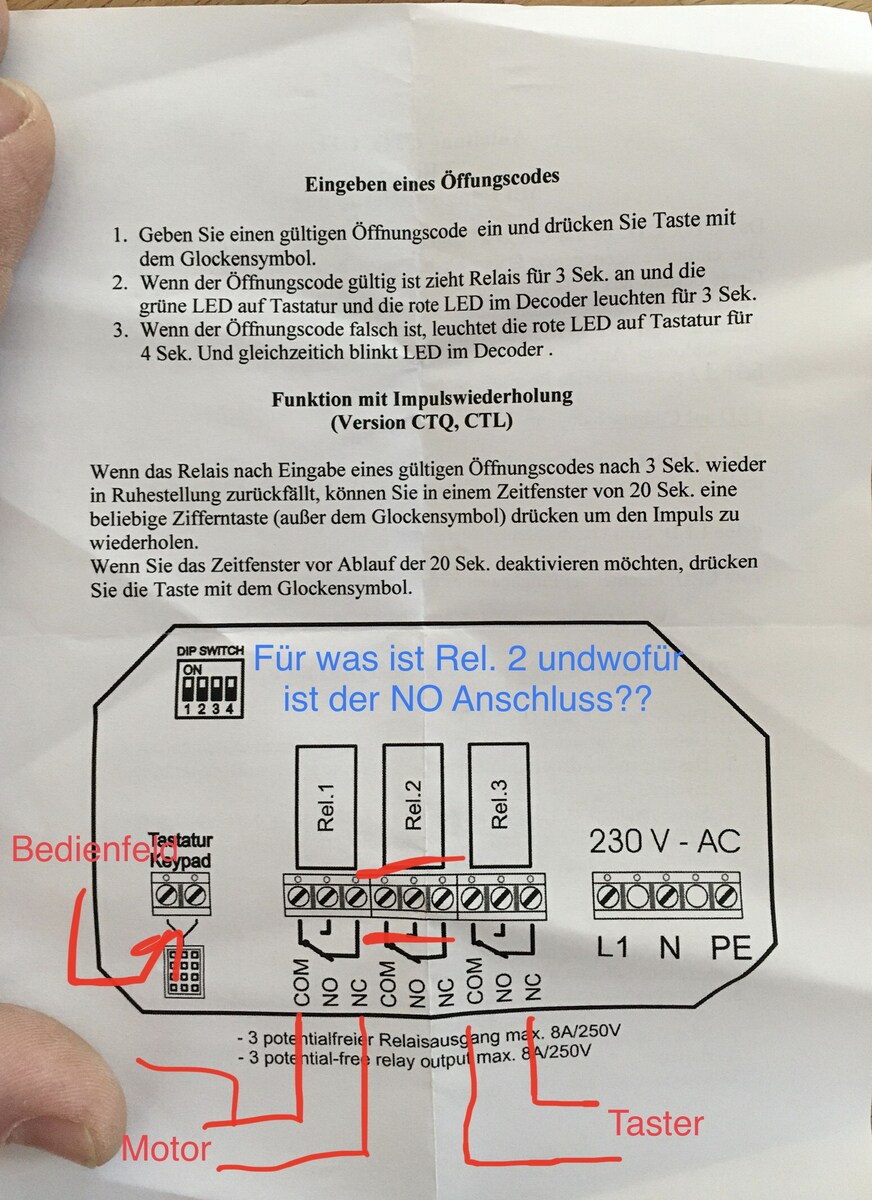 Eingeben eines Öffungscodes
1. Geben Sie einen gültigen Öffnungscode ein und drücken Sie Taste mit
dem Glockensymbol.
2. Wenn der Öffnungscode gültig ist zieht Relais für 3 Sek. an und die
grüne LED auf Tastatur und die rote LED im Decoder leuchten für 3 Sek.
3. Wenn der Öffnungscode falsch ist, leuchtet die rote LED auf Tastatur für
4 Sek. Und gleichzeitich blinkt LED im Decoder .
Funktion mit Impulswiederholung
(Version CTQ, CTL)
Wenn das Relais nach Eingabe eines gültigen Öffnungscodes nach 3 Sek. wieder
in Ruhestellung zurückfällt, können Sie in einem Zeitfenster von 20 Sek. eine
beliebige Zifferntaste (außer dem Glockensymbol) drücken um den Impuls zu
wiederholen.
Wenn Sie das Zeitfenster vor Ablauf der 20 Sek. deaktivieren möchten, drücken
Sie die Taste mit dem Glockensymbol.
DIP SWITCH
ON
1 2 3 4
Für was ist Rel. 2 undwofür
ist der NO Anschluss??
Rel.1
Rel.2
Rel.3
Bedienfeld
Tastatur
Keypad
230 V - AC
L1 N PE
COM NO NC COM NO NC COM NO NC
- 3 potentialfreier Relaisausgang max. 8A/250V
- 3 potential-free relay output max. 8A/250V
Motor
Taster